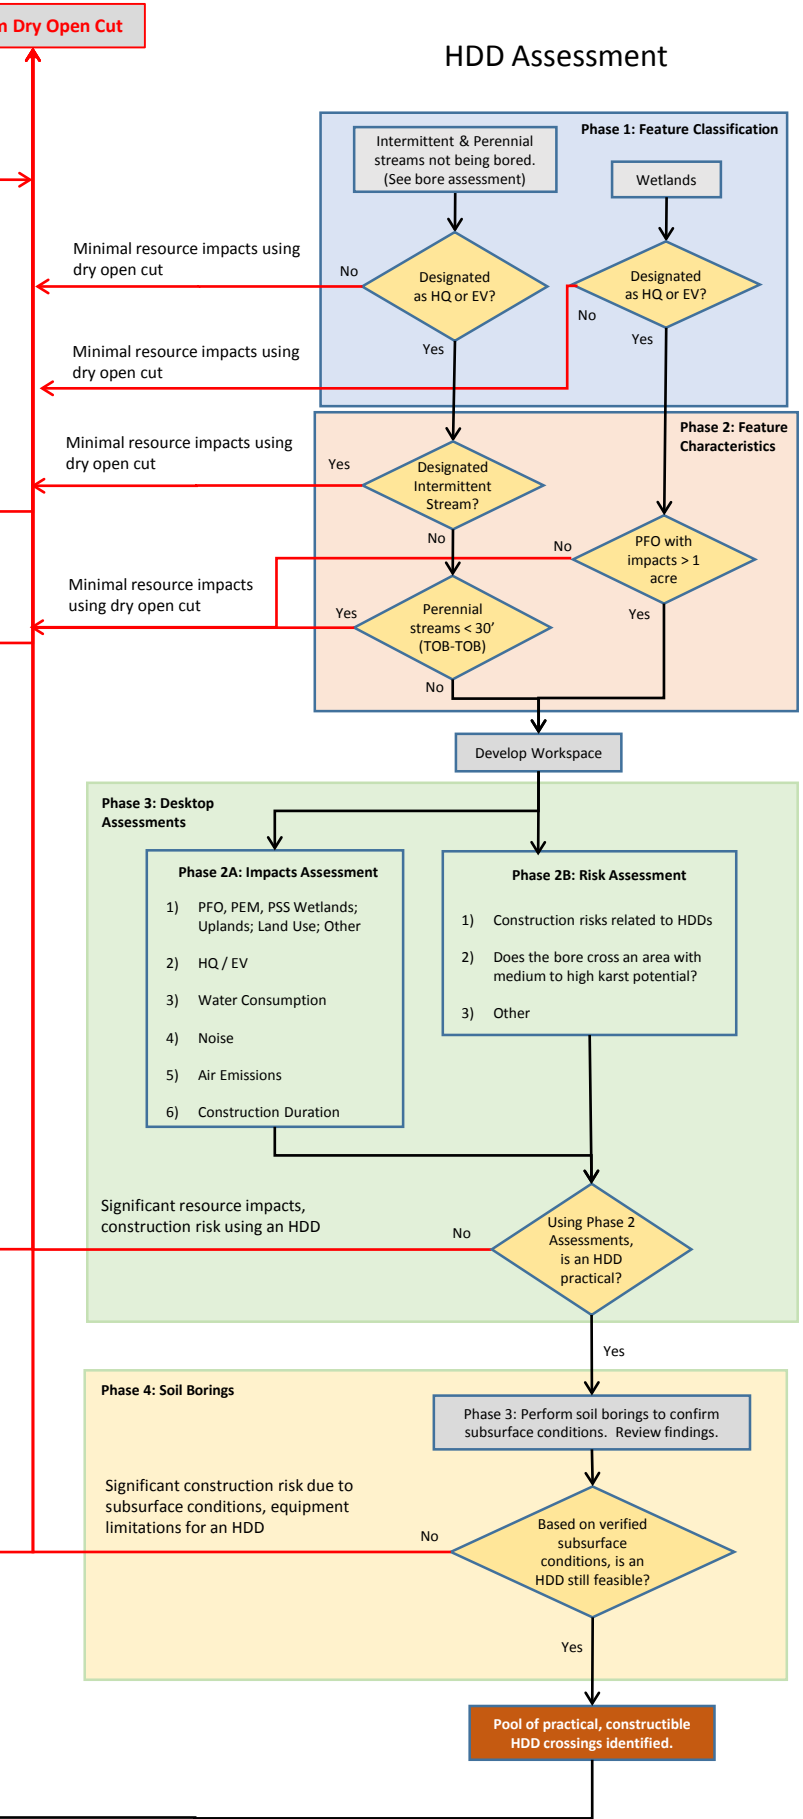 Dry Open Cut
HDD Assessment
Phase 1: Feature Classification
Intermittent & Perennial
streams not being bored.
(See bore assessment)
Wetlands
Minimal resource impacts using
dry open cut
No
Designated
as HQ or EV?
Designated
as HQ or EV?
No
Yes
Yes
Minimal resource impacts using
dry open cut
Phase 2: Feature
Characteristics
Minimal resource impacts using
dry open cut
Yes
Designated
Intermittent
Stream?
No
No
PFO with
impacts > 1
acre
Minimal resource impacts
using dry open cut
Yes
Perennial
streams < 30’
(TOB-TOB)
Yes
No
Develop Workspace
Phase 3: Desktop
Assessments
Phase 2A: Impacts Assessment
1) PFO, PEM, PSS Wetlands;
Uplands; Land Use; Other
2) HQ / EV
3) Water Consumption
4) Noise
5) Air Emissions
6) Construction Duration
Phase 2B: Risk Assessment
1) Construction risks related to HDDs
2) Does the bore cross an area with
medium to high karst potential?
3) Other
Significant resource impacts,
construction risk using an HDD
No
Using Phase 2
Assessments,
is an HDD
practical?
Yes
Phase 4: Soil Borings
Phase 3: Perform soil borings to confirm
subsurface conditions. Review findings.
Significant construction risk due to
subsurface conditions, equipment
limitations for an HDD
No
Based on verified
subsurface
conditions, is an
HDD still feasible?
Yes
Pool of practical, constructible
HDD crossings identified.